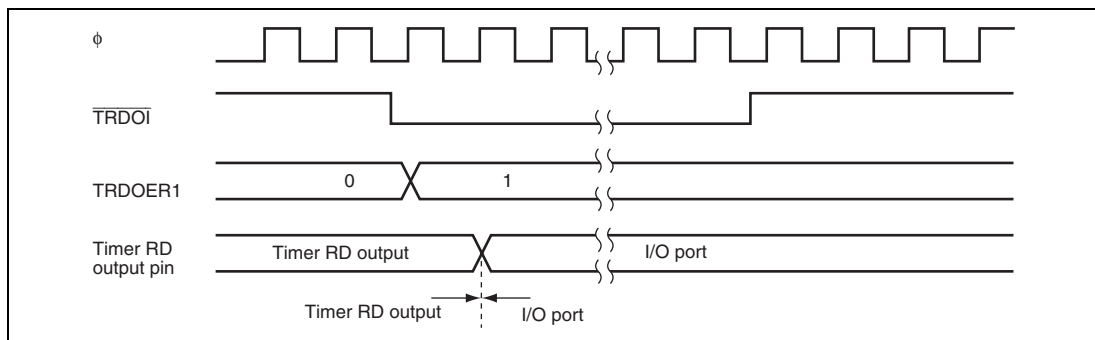 ϕ
TRDOI
TRDOER1
0
1
Timer RD
output pin
Timer RD output
I/O port
Timer RD output
I/O port